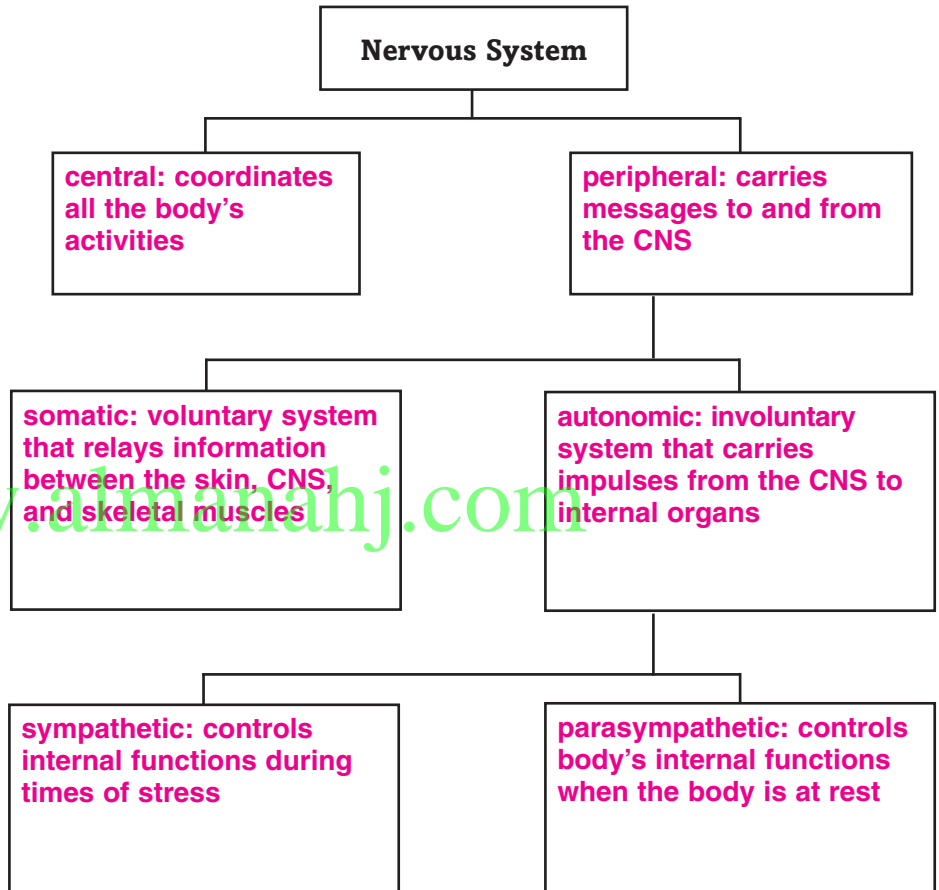 Nervous System
central: coordinates
all the body's
activities
peripheral: carries
messages to and from
the CNS
somatic: voluntary system
that relays information
between the skin, CNS,
and skeletal muscles
autonomic: involuntary
system that carries
impulses from the CNS to
internal organs
.almanahj.com
sympathetic: controls
internal functions during
times of stress
parasympathetic: controls
body's internal functions
when the body is at rest